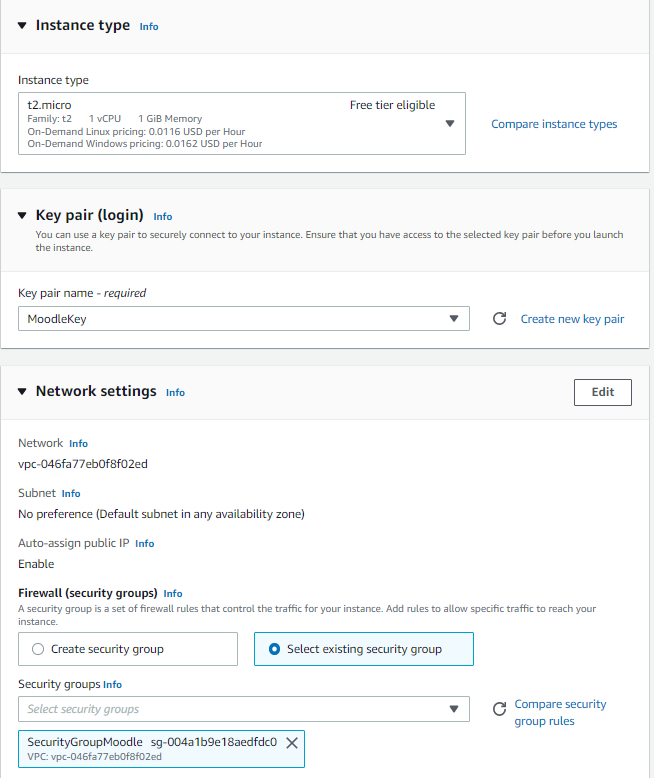 Instance type Info
Instance type
t2.micro Free tier eligible
Family: t2 1 vCPU 1 GiB Memory
On-Demand Linux pricing: 0.0116 USD per Hour
On-Demand Windows pricing: 0.0162 USD per Hour
Compare instance types
Key pair (login) Info
You can use a key pair to securely connect to your instance. Ensure that you have access to the selected key pair before you launch
the instance.
Key pair name - required
MoodleKey
Create new key pair
Network settings Info
Edit
Network Info
vpc-046fa77eb0f8f02ed
Subnet Info
No preference (Default subnet in any availability zone)
Auto-assign public IP Info
Enable
Firewall (security groups) Info
A security group is a set of firewall rules that control the traffic for your instance. Add rules to allow specific traffic to reach your
instance.
Create security group
Select existing security group
Security groups Info
Select security groups
Compare security
group rules
SecurityGroupMoodle sg-004a1b9e18aedfdc0
VPC: vpc-046fa77eb0f8f02ed